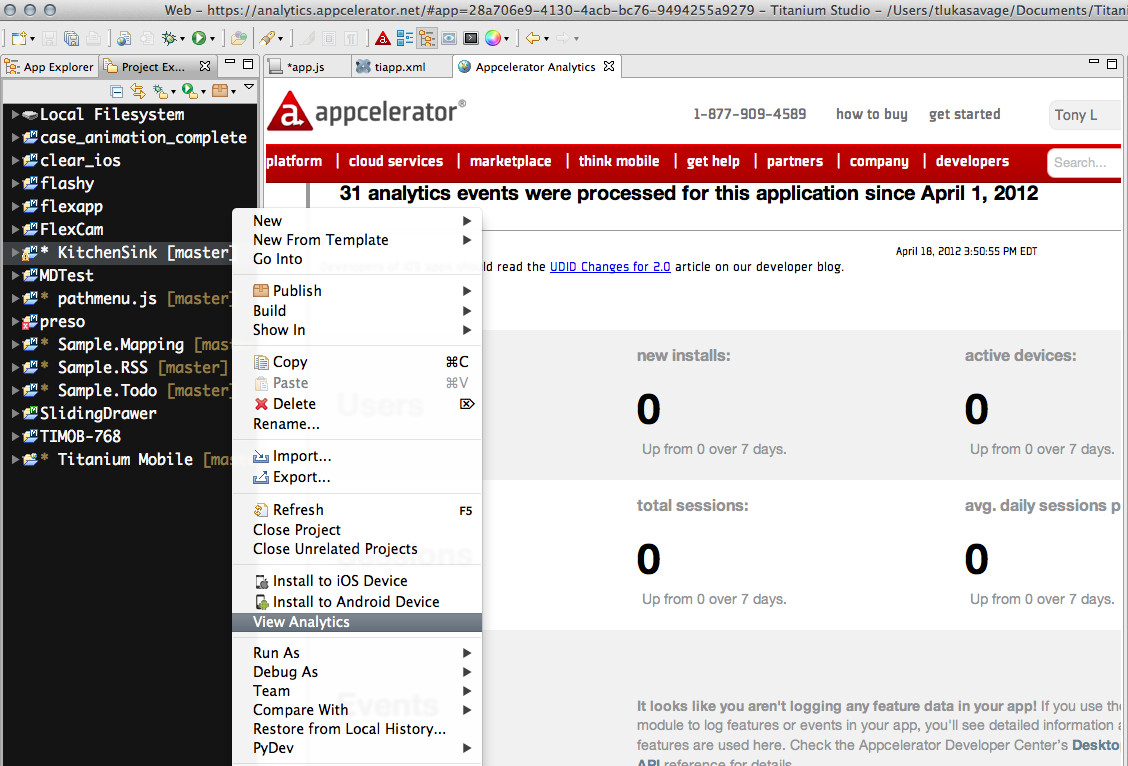 Web – https://analytics.appcelerator.net/#app=28a706e9-4130-4acb-bc76-9494255a9279 – Titanium Studio – /Users/tlukasavage/Documents/Titani
App Explorer
Project Ex...
*app.js
tiapp.xml
Appcelerator Analytics
Local Filesystem
case_animation_complete
clear_ios
flashy
flexapp
FlexCam
* KitchenSink [master]
MDTest
* pathmenu.js [master]
preso
* Sample.Mapping [mast
* Sample.RSS [master]
* Sample.Todo [master]
SlidingDrawer
TIMOB-768
* Titanium Mobile [mas
New
New From Template
Go Into
Publish
Build
Show In
Copy ⌘C
Paste ⌘V
Delete ⌦
Rename...
Import...
Export...
Refresh F5
Close Project
Close Unrelated Projects
Install to iOS Device
Install to Android Device
View Analytics
Run As
Debug As
Team
Compare With
Restore from Local History...
PyDev
appcelerator®
1-877-909-4589 how to buy get started
Tony L
platform | cloud services | marketplace | think mobile | get help | partners | company | developers
Search...
31 analytics events were processed for this application since April 1, 2012
April 18, 2012 3:50:55 PM EDT
ld read the UDID Changes for 2.0 article on our developer blog.
Users
new installs: active devices:
0 0
Up from 0 over 7 days. Up from 0 over 7 days.
Sessions
total sessions: avg. daily sessions p
0 0
Up from 0 over 7 days. Up from 0 over 7 days.
Events
It looks like you aren't logging any feature data in your app! If you use the
module to log features or events in your app, you'll see detailed information a
features are used here. Check the Appcelerator Developer Center's Deskto
API reference for details.